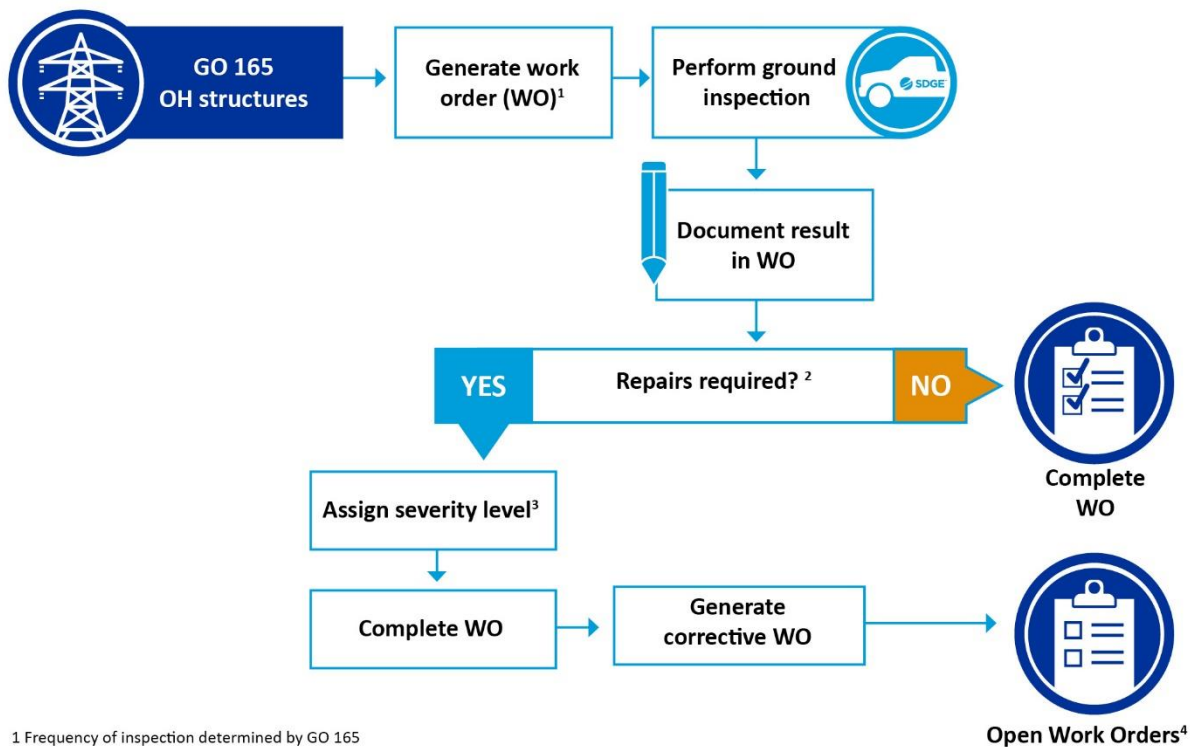 GO 165
OH structures
Generate work
order (WO)¹
Perform ground
inspection
SDGE
Document result
in WO
YES
Repairs required? ²
NO
Complete
WO
Assign severity level³
Complete WO
Generate
corrective WO
Open Work Orders⁴
1 Frequency of inspection determined by GO 165